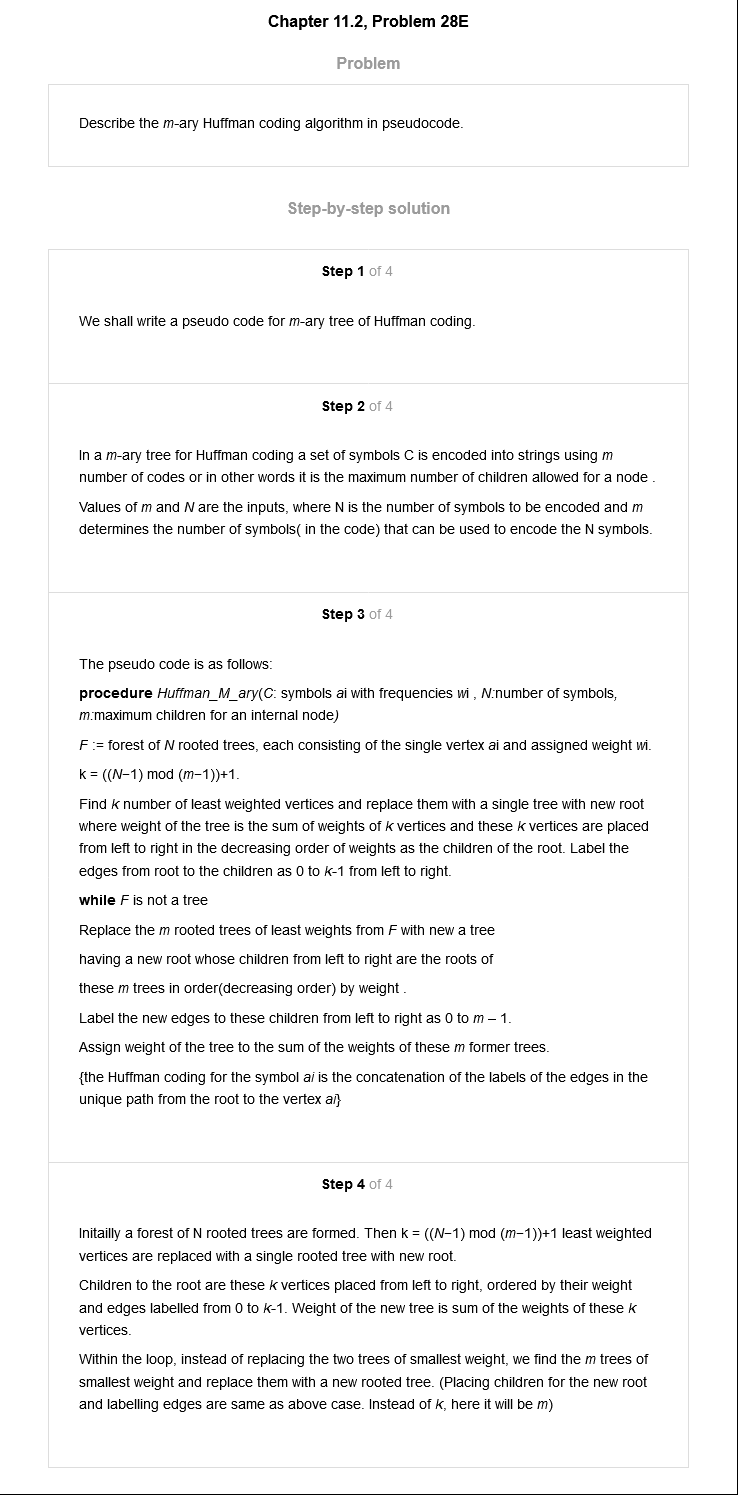 Chapter 11.2, Problem 28E
Problem
Describe the m-ary Huffman coding algorithm in pseudocode.
Step-by-step solution
Step 1 of 4
We shall write a pseudo code for m-ary tree of Huffman coding.
Step 2 of 4
In a m-ary tree for Huffman coding a set of symbols C is encoded into strings using m
number of codes or in other words it is the maximum number of children allowed for a node .
Values of m and N are the inputs, where N is the number of symbols to be encoded and m
determines the number of symbols( in the code) that can be used to encode the N symbols.
Step 3 of 4
The pseudo code is as follows:
procedure Huffman_M_ary(C: symbols ai with frequencies wi , N:number of symbols,
m:maximum children for an internal node)
F := forest of N rooted trees, each consisting of the single vertex ai and assigned weight wi.
k = ((N−1) mod (m−1))+1.
Find k number of least weighted vertices and replace them with a single tree with new root
where weight of the tree is the sum of weights of k vertices and these k vertices are placed
from left to right in the decreasing order of weights as the children of the root. Label the
edges from root to the children as 0 to k-1 from left to right.
while F is not a tree
Replace the m rooted trees of least weights from F with new a tree
having a new root whose children from left to right are the roots of
these m trees in order(decreasing order) by weight .
Label the new edges to these children from left to right as 0 to m – 1.
Assign weight of the tree to the sum of the weights of these m former trees.
{the Huffman coding for the symbol ai is the concatenation of the labels of the edges in the
unique path from the root to the vertex ai}
Step 4 of 4
Initailly a forest of N rooted trees are formed. Then k = ((N−1) mod (m−1))+1 least weighted
vertices are replaced with a single rooted tree with new root.
Children to the root are these k vertices placed from left to right, ordered by their weight
and edges labelled from 0 to k-1. Weight of the new tree is sum of the weights of these k
vertices.
Within the loop, instead of replacing the two trees of smallest weight, we find the m trees of
smallest weight and replace them with a new rooted tree. (Placing children for the new root
and labelling edges are same as above case. Instead of k, here it will be m)